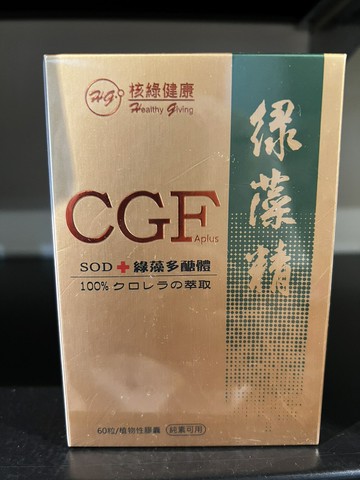 HG
核綠健康
Healthy Giving
CGF
Aplus
SOD+綠藻多醣體
100% クロレラの萃取
綠藻精
60粒/植物性膠囊 純素可用